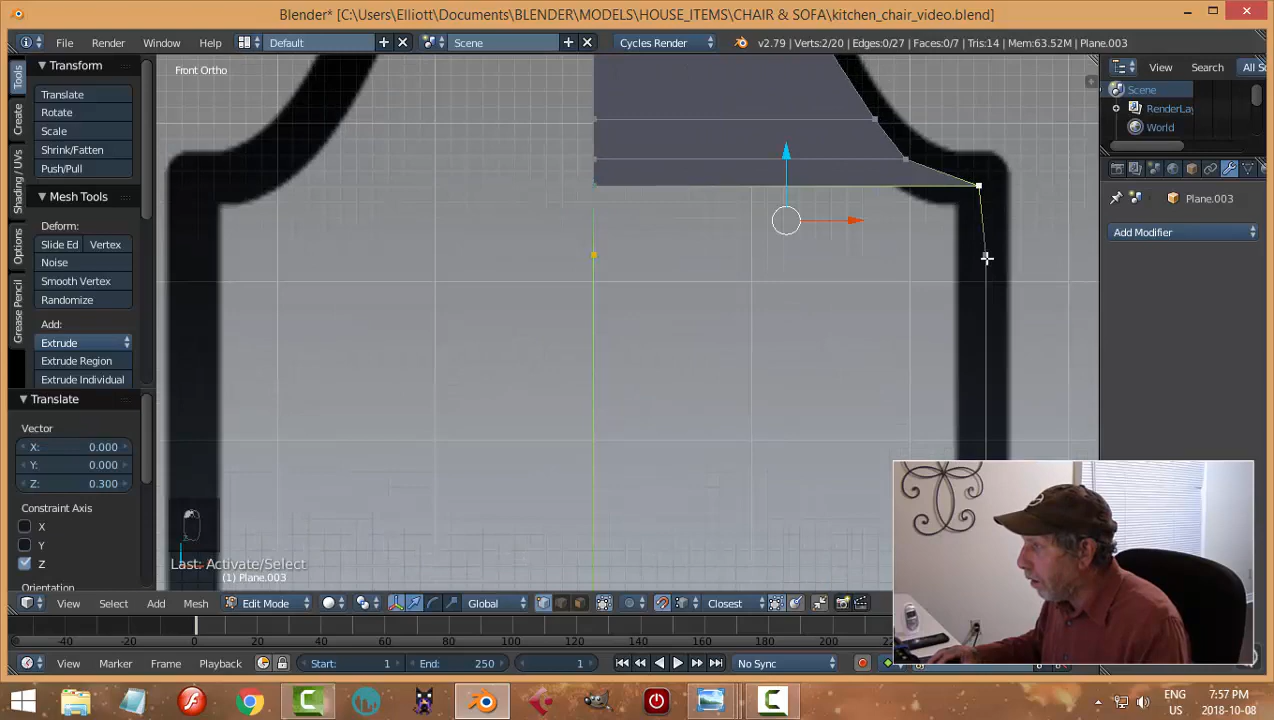 Blender* [C:\Users\Elliott\Documents\BLENDER\MODELS\HOUSE_ITEMS\CHAIR & SOFA\kitchen_chair_video.blend]
File Render Window Help Default Scene Cycles Render v2.79 | Verts:2/20 | Edges:0/27 | Faces:0/7 | Tris:14 | Mem:63.52M | Plane.003
View Search All S
Front Ortho
Scene
RenderLay
World
Plane.003
Add Modifier
Tools
Create
Shading / UVs
Options
Grease Pencil
Transform
Translate
Rotate
Scale
Shrink/Fatten
Push/Pull
Mesh Tools
Deform:
Slide Ed Vertex
Noise
Smooth Vertex
Randomize
Add:
Extrude
Extrude Region
Extrude Individual
Translate
Vector
X: 0.000
Y: 0.000
Z: 0.300
Constraint Axis
X
Y
Z
Orientation
Last: Activate/Select
(1) Plane.003
View Select Add Mesh Edit Mode Global Closest
-40 -20 0 20 40 60 80 100 120 140 160 180 200
View Marker Frame Playback Start: 1 End: 250 1 No Sync
ENG
US
7:57 PM
2018-10-08